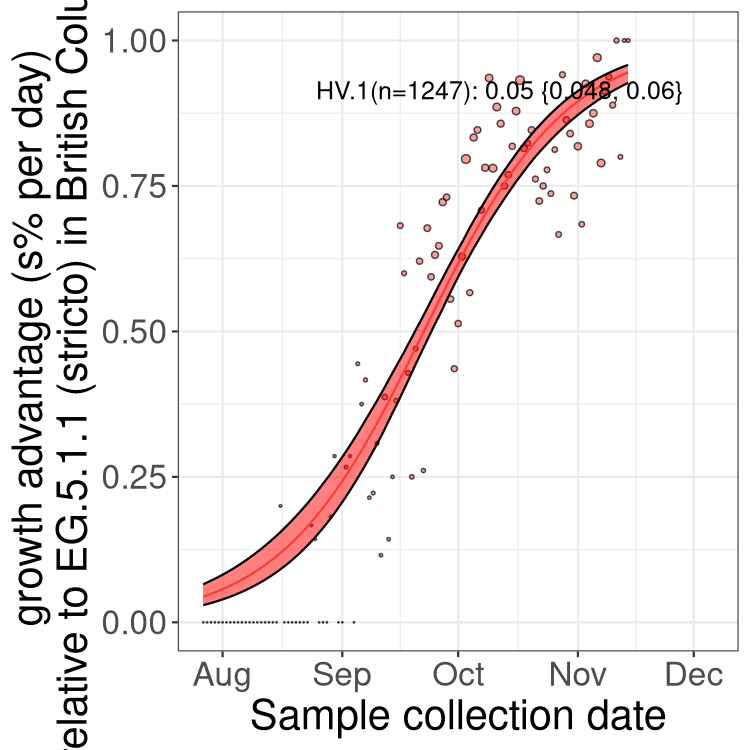 growth advantage (s% per day)
relative to EG.5.1.1 (stricto) in British
1.00
0.75
0.50
0.25
0.00
HV.1(n=1247): 0.05 {0.048, 0.06}
Aug Sep Oct Nov Dec
Sample collection date